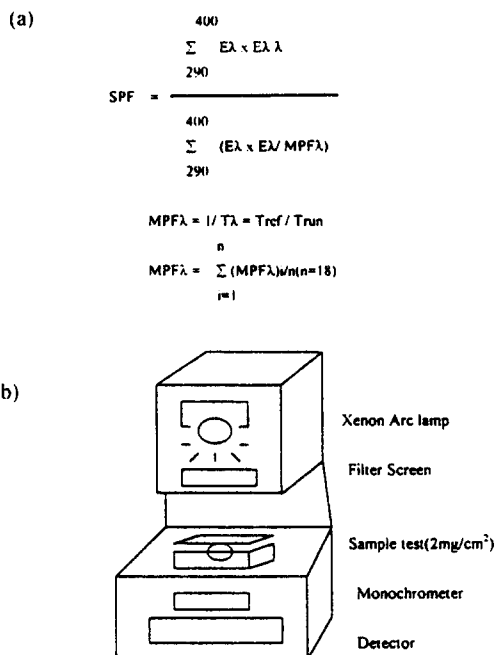 (a)
400
Σ Eλ x Eλ λ
290
SPF =
400
Σ (Eλ x Eλ/ MPFλ)
290
MPFλ = 1/ Tλ = Tref / Trun
n
MPFλ = Σ (MPFλ)i/n(n=18)
i=1
b)
Xenon Arc lamp
Filter Screen
Sample test(2mg/cm²)
Monochrometer
Detector